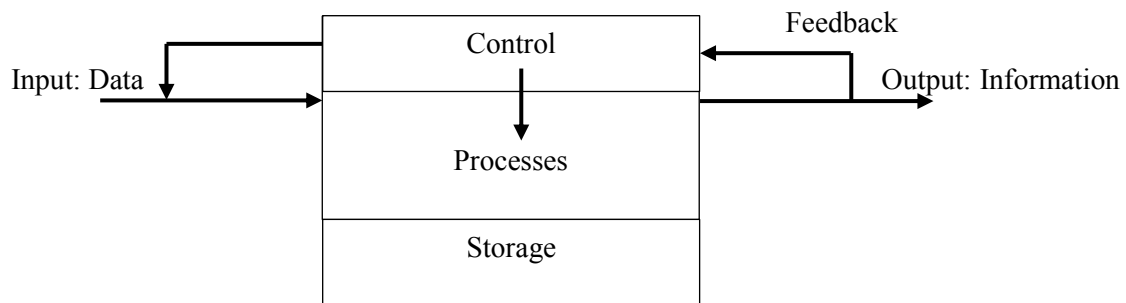 Feedback
Control
Input: Data
Output: Information
Processes
Storage